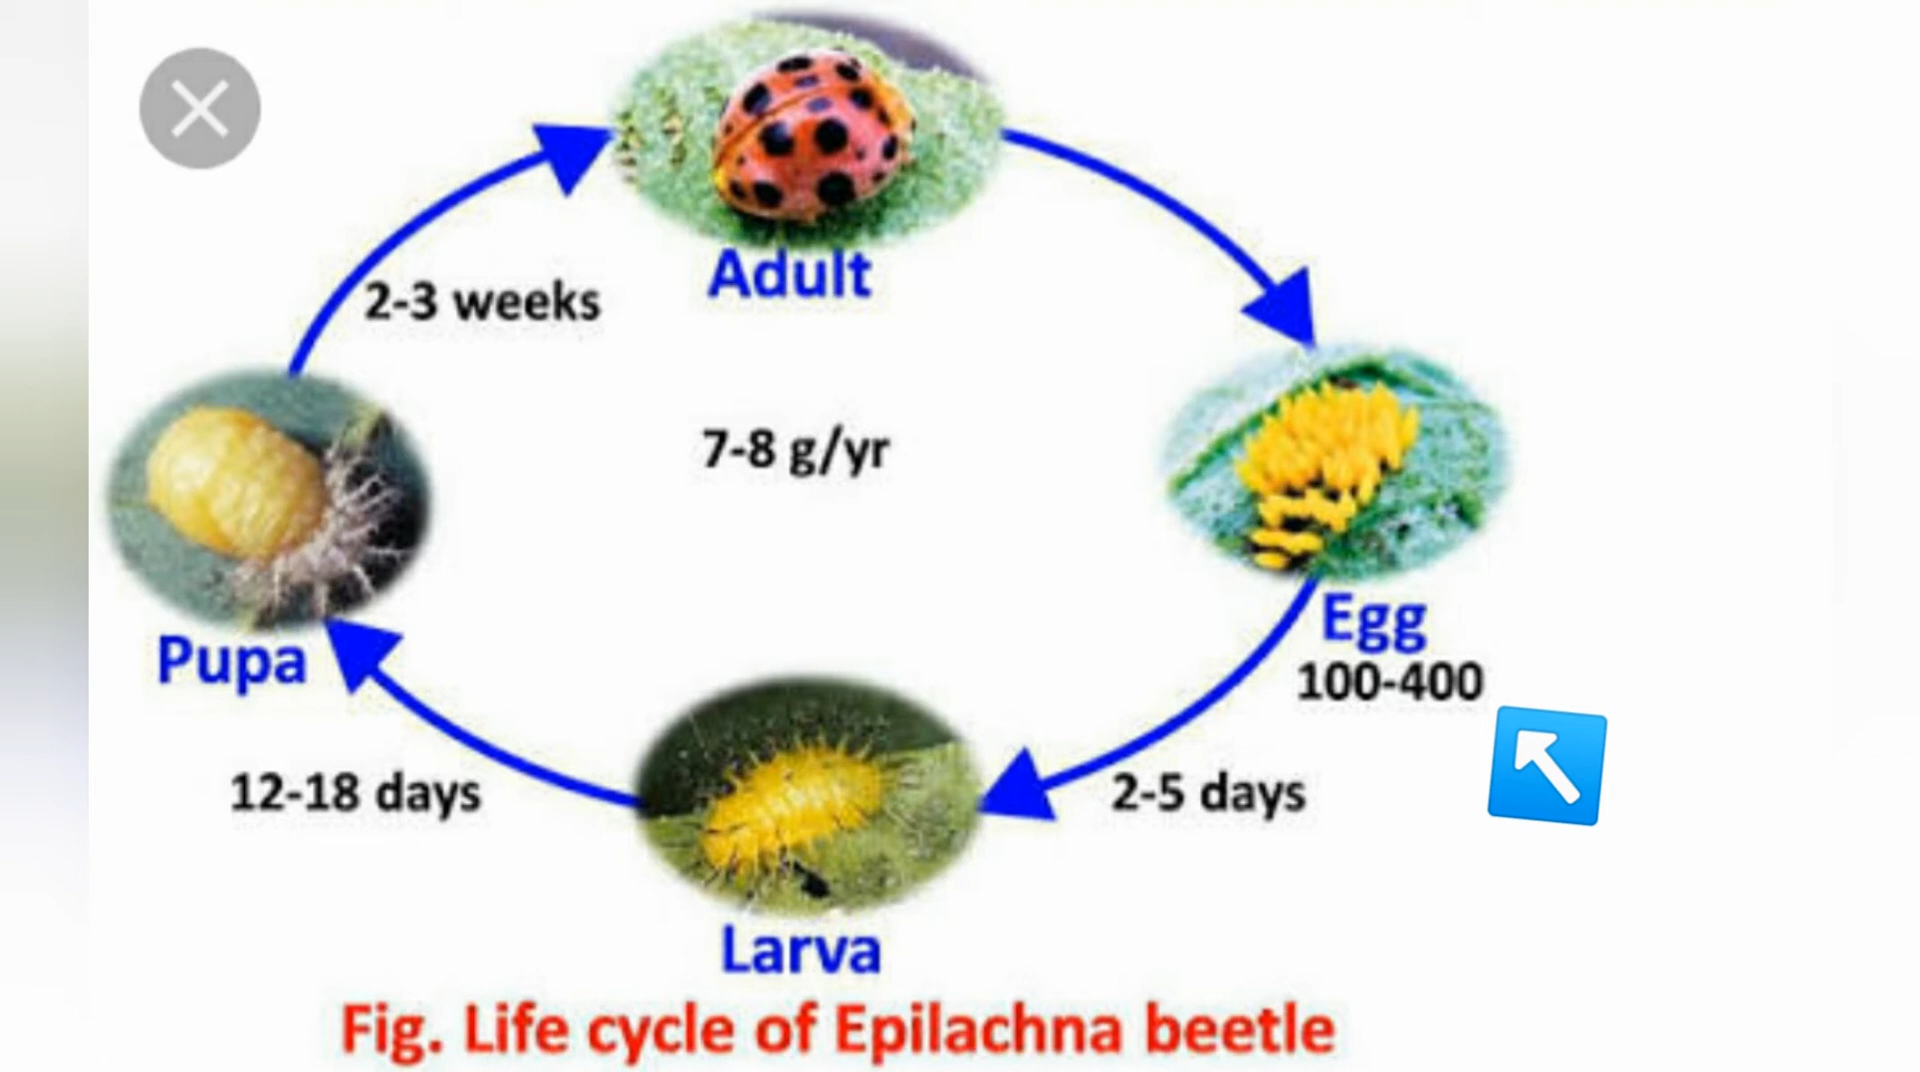 Adult
2-3 weeks
7-8 g/yr
Egg
100-400
Pupa
12-18 days
2-5 days
Larva
Fig. Life cycle of Epilachna beetle